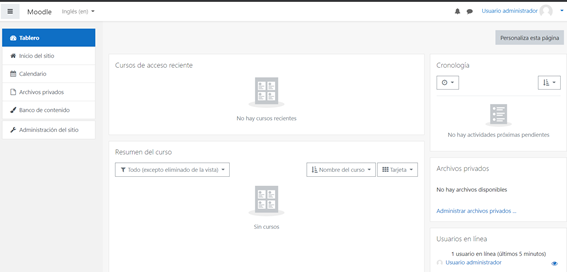 Moodle
Inglés (en)
Usuario administrador
Tablero
Inicio del sitio
Calendario
Archivos privados
Banco de contenido
Administración del sitio
Personaliza esta página
Cursos de acceso reciente
No hay cursos recientes
Resumen del curso
Todo (excepto eliminado de la vista)
Nombre del curso
Tarjeta
Sin cursos
Cronología
No hay actividades próximas pendientes
Archivos privados
No hay archivos disponibles
Administrar archivos privados ...
Usuarios en línea
1 usuario en línea (últimos 5 minutos)
Usuario administrador